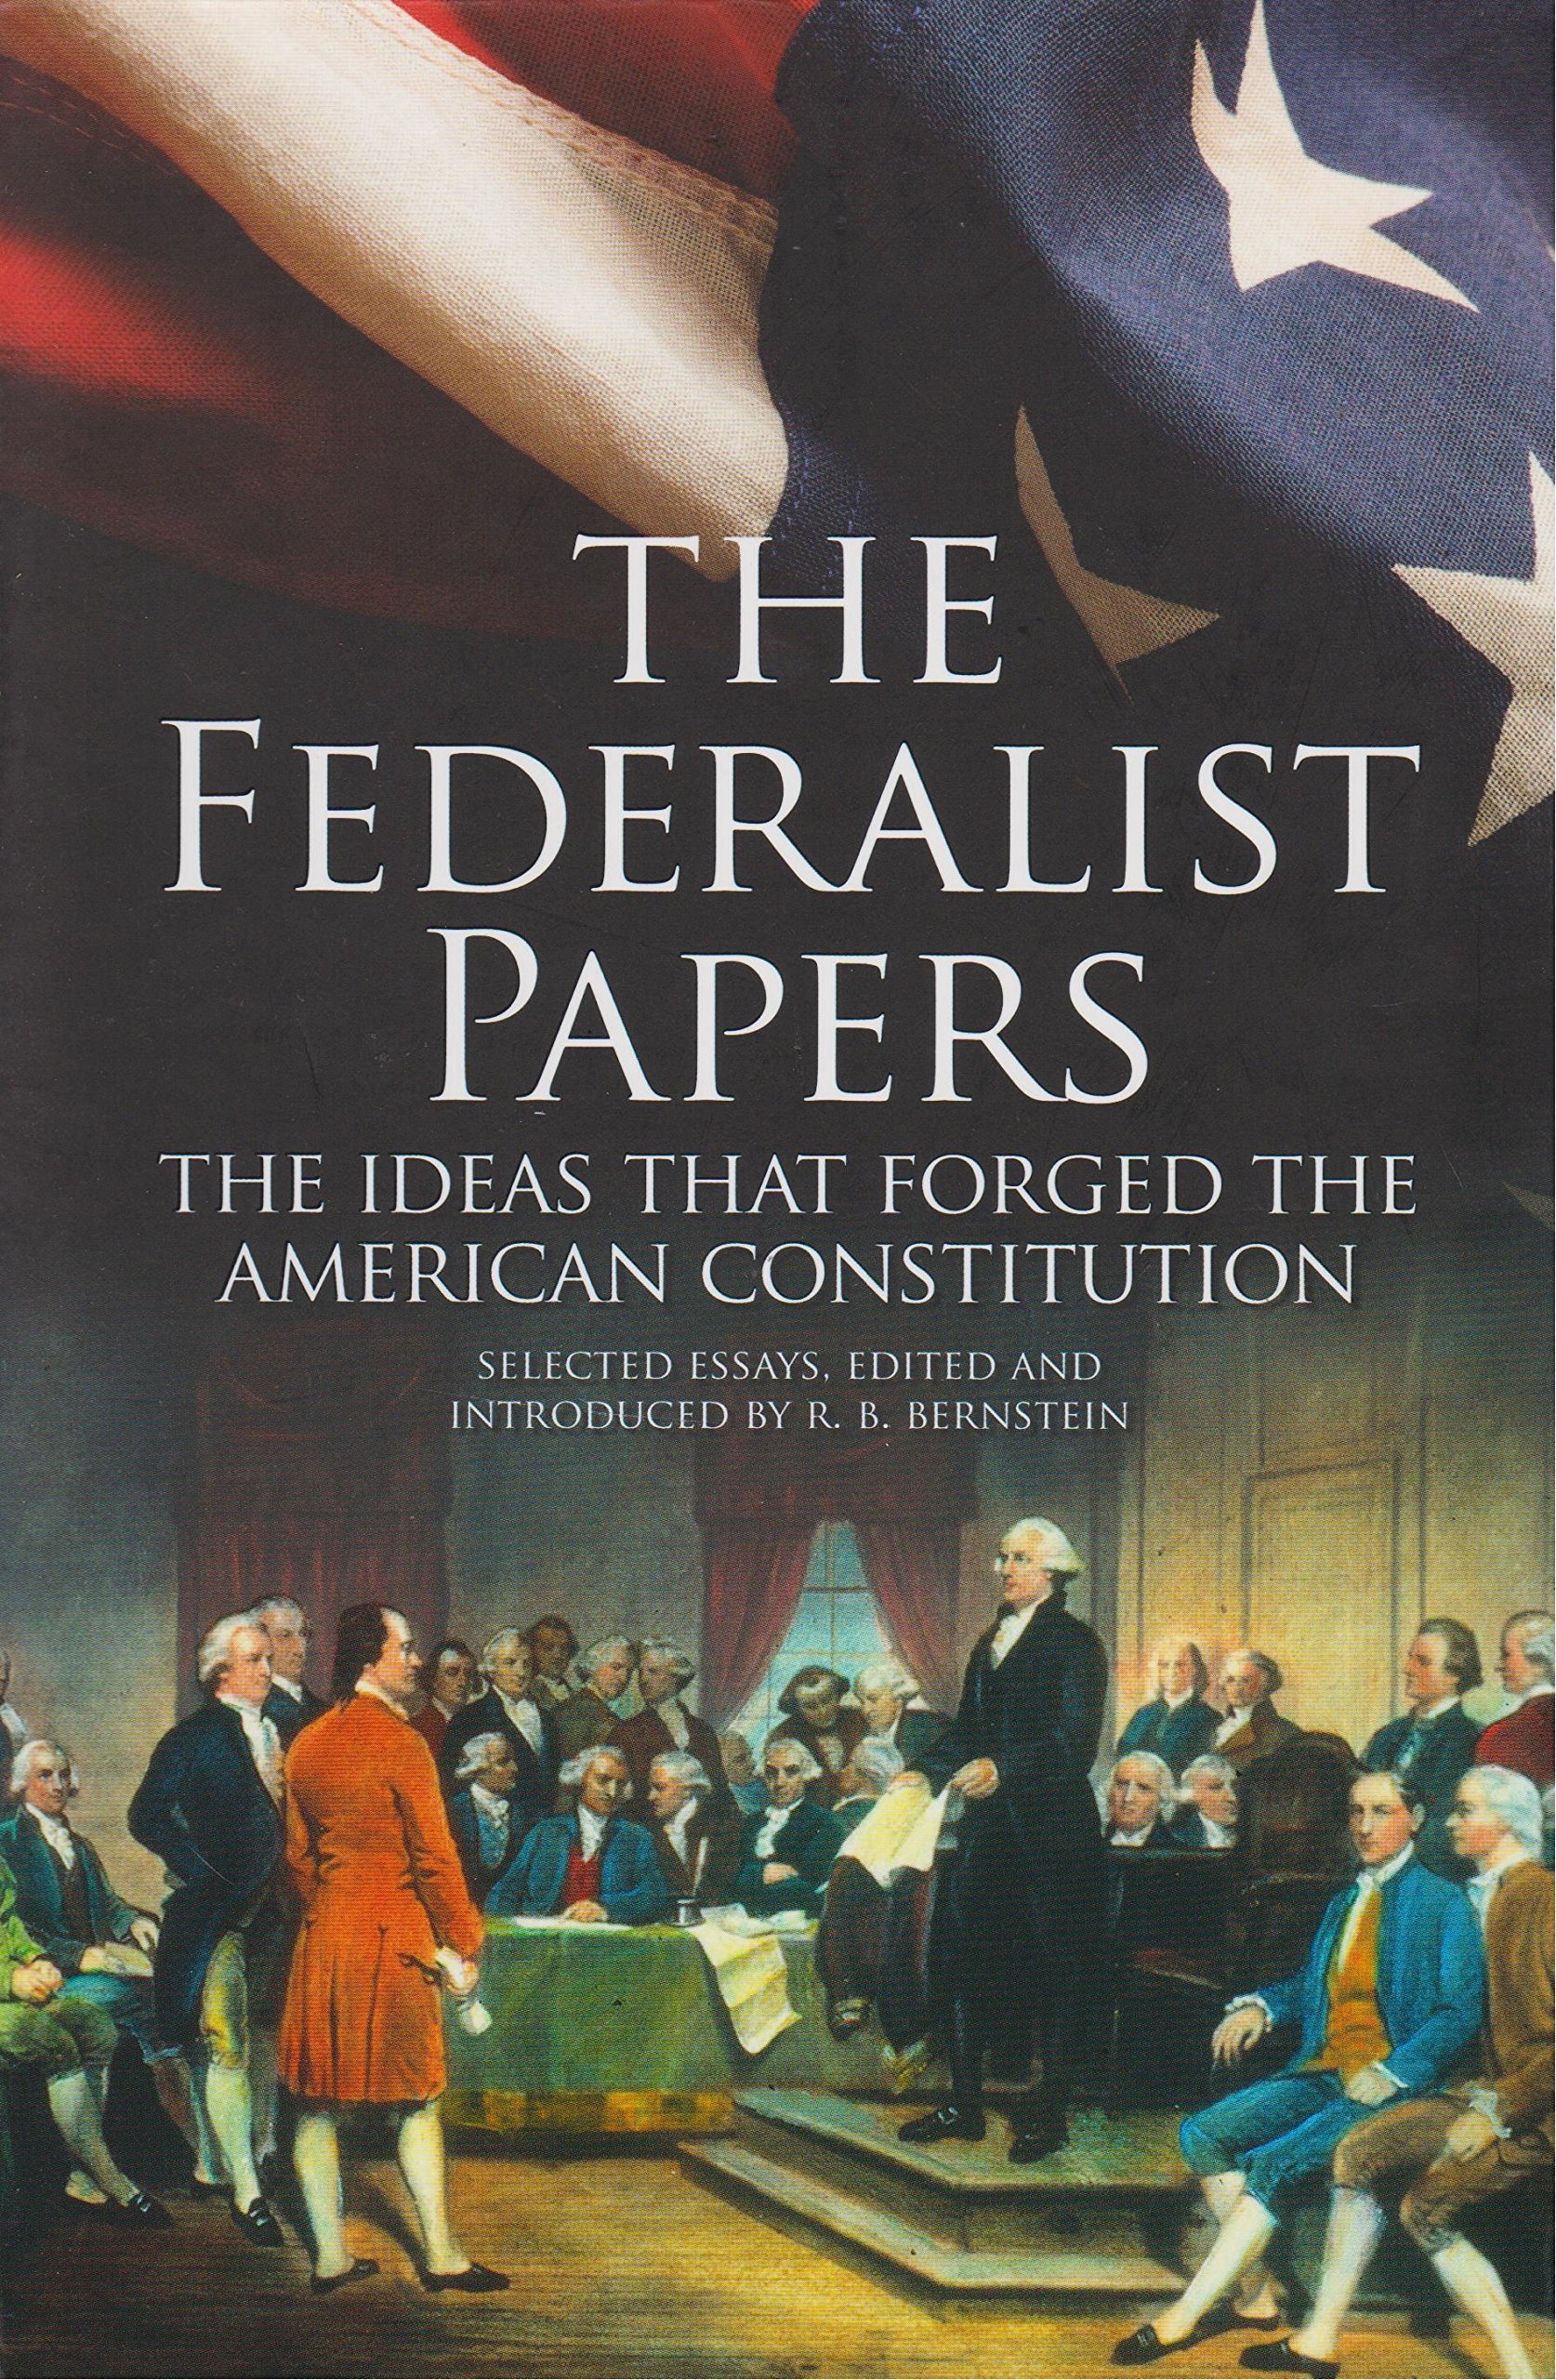 THE
FEDERALIST
PAPERS
THE IDEAS THAT FORGED THE
AMERICAN CONSTITUTION
SELECTED ESSAYS, EDITED AND
INTRODUCED BY R. B. BERNSTEIN